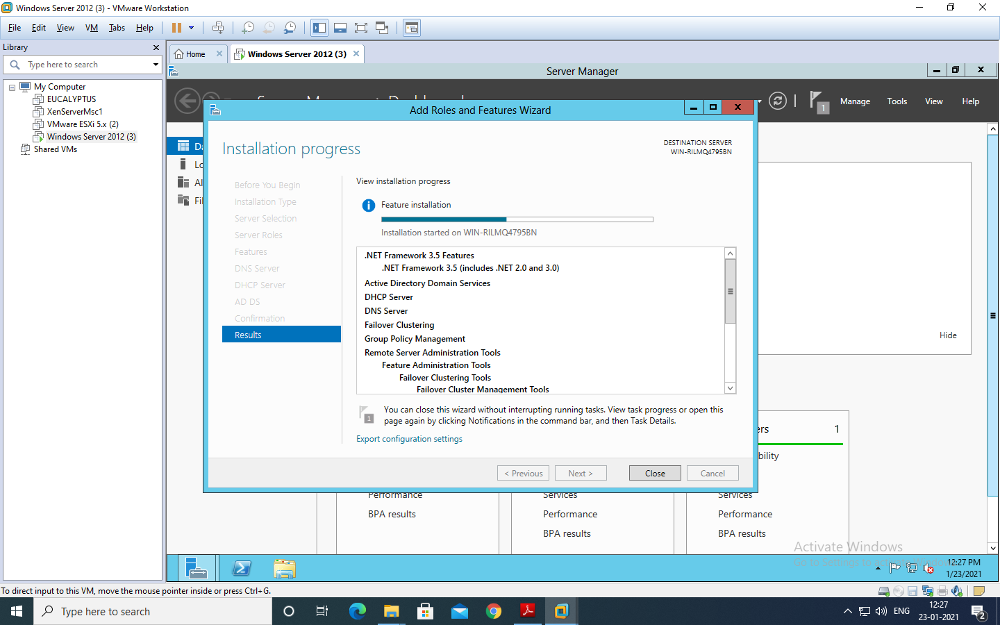 Windows Server 2012 (3) - VMware Workstation
File Edit View VM Tabs Help
Library
Type here to search
My Computer
EUCALYPTUS
XenServerMsc1
VMware ESXi 5.x (2)
Windows Server 2012 (3)
Shared VMs
Home
Windows Server 2012 (3)
Server Manager
1
Manage Tools View Help
Add Roles and Features Wizard
Installation progress
DESTINATION SERVER
WIN-RILMQ4795BN
Before You Begin
Installation Type
Server Selection
Server Roles
Features
DNS Server
DHCP Server
AD DS
Confirmation
Results
View installation progress
Feature installation
Installation started on WIN-RILMQ4795BN
.NET Framework 3.5 Features
.NET Framework 3.5 (includes .NET 2.0 and 3.0)
Active Directory Domain Services
DHCP Server
DNS Server
Failover Clustering
Group Policy Management
Remote Server Administration Tools
Feature Administration Tools
Failover Clustering Tools
Failover Cluster Management Tools
1
You can close this wizard without interrupting running tasks. View task progress or open this
page again by clicking Notifications in the command bar, and then Task Details.
Export configuration settings
< Previous Next > Close Cancel
Hide
1
Performance
BPA results
Services
Performance
BPA results
Services
Performance
BPA results
Activate Windows
12:27 PM
1/23/2021
To direct input to this VM, move the mouse pointer inside or press Ctrl+G.
Type here to search
ENG
12:27
23-01-2021
2